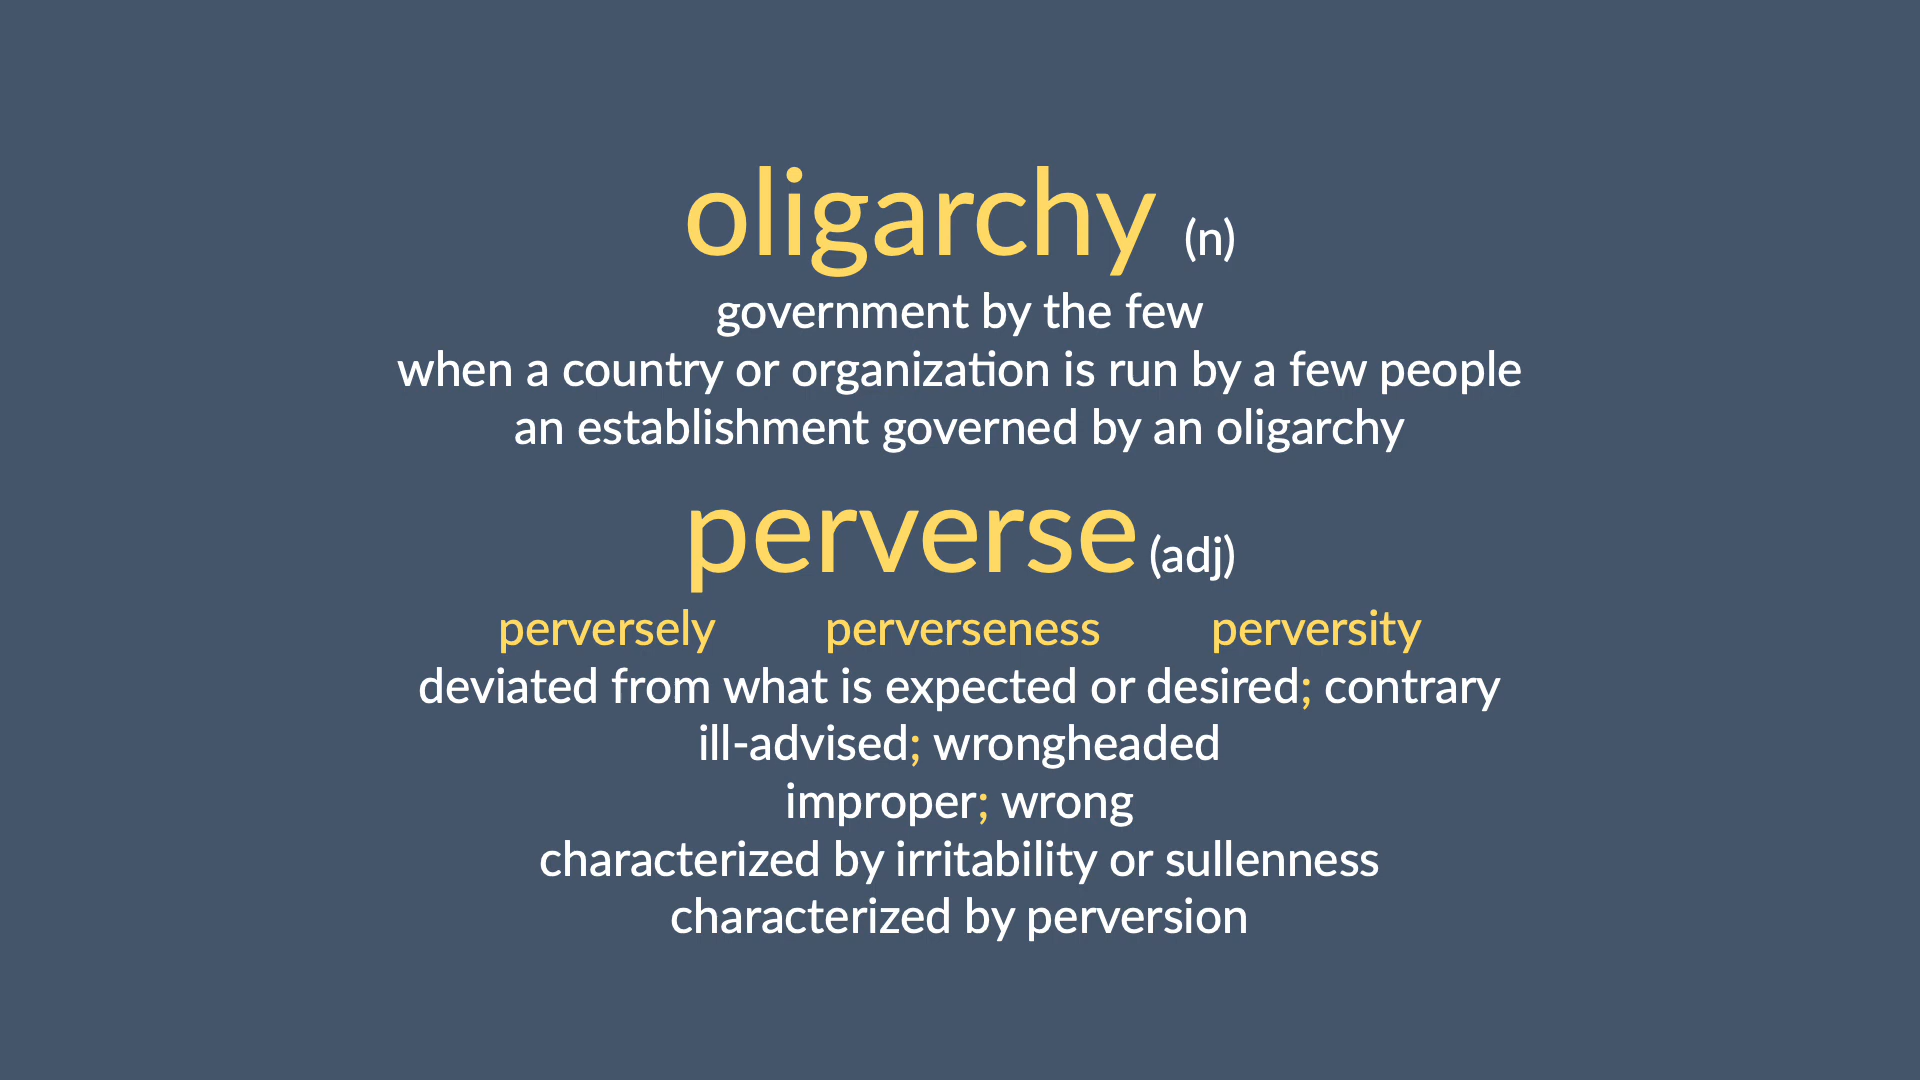 oligarchy (n)
government by the few
when a country or organization is run by a few people
an establishment governed by an oligarchy
perverse (adj)
perversely perverseness perversity
deviated from what is expected or desired; contrary
ill-advised; wrongheaded
improper; wrong
characterized by irritability or sullenness
characterized by perversion